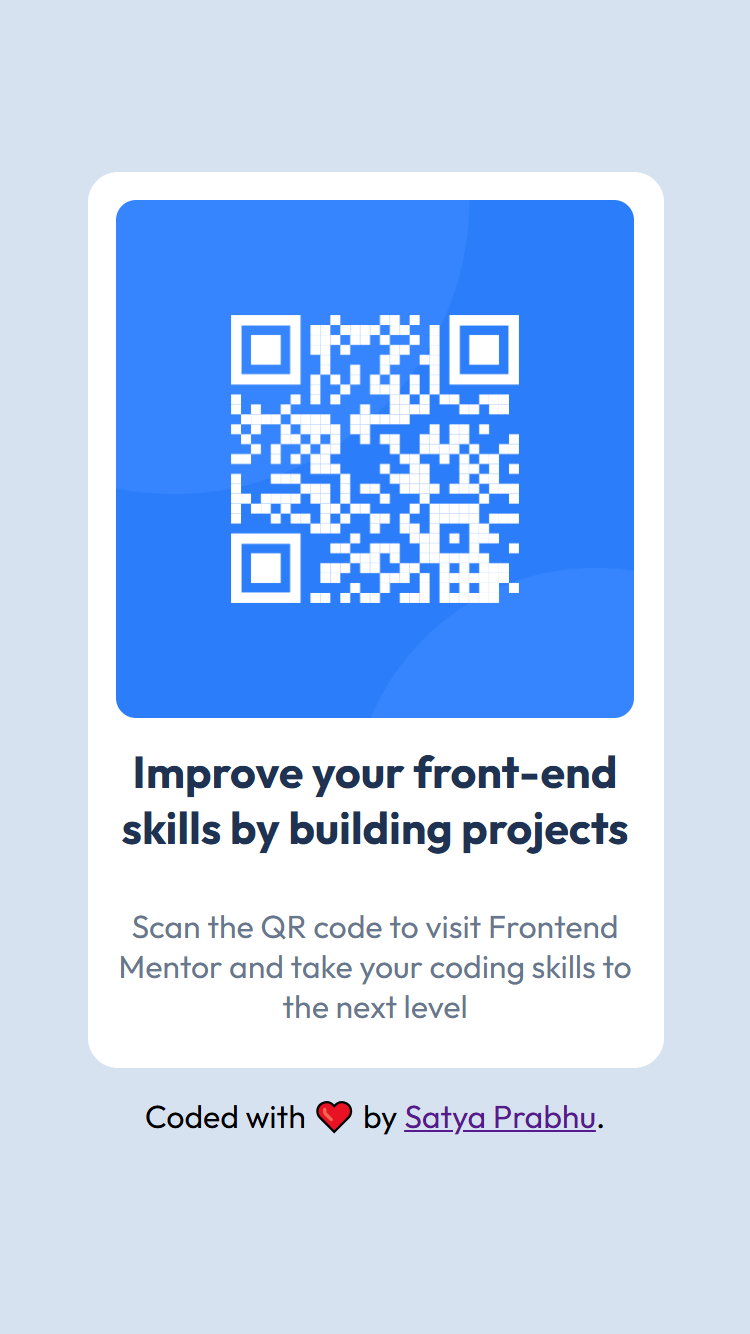 Improve your front-end
skills by building projects
Scan the QR code to visit Frontend
Mentor and take your coding skills to
the next level
Coded with ❤️ by Satya Prabhu.